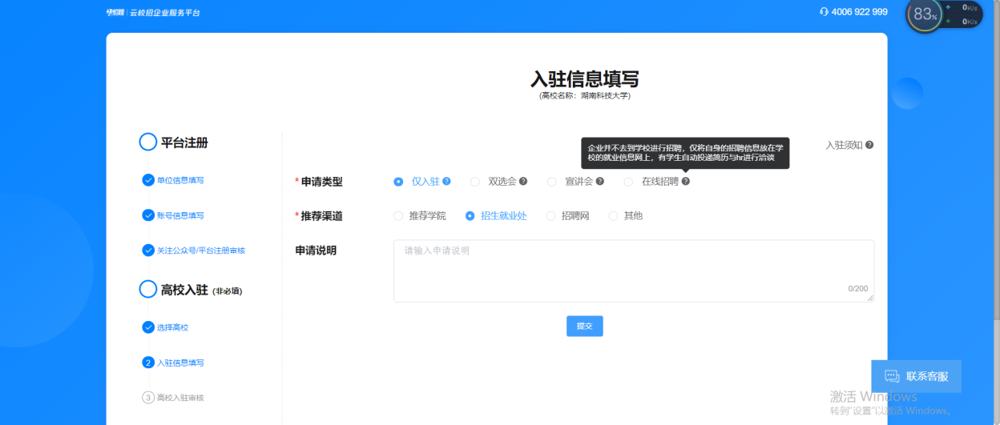 快招聘 | 云校招企业服务平台
4006 922 999
83%
0K/s
0K/s
入驻信息填写
(高校名称：湖南科技大学)
平台注册
单位信息填写
账号信息填写
关注公众号/平台注册审核
高校入驻 (非必填)
选择高校
2 入驻信息填写
3 高校入驻审核
入驻须知 ?
企业并不去到学校进行招聘，仅将自身的招聘信息放在学
校的就业信息网上，有学生自动投递简历与hr进行洽谈
*申请类型 仅入驻 ? 双选会 ? 宣讲会 ? 在线招聘 ?
*推荐渠道 推荐学院 招生就业处 招聘网 其他
申请说明 请输入申请说明
0/200
提交
联系客服
激活 Windows
转到"设置"以激活 Windows。